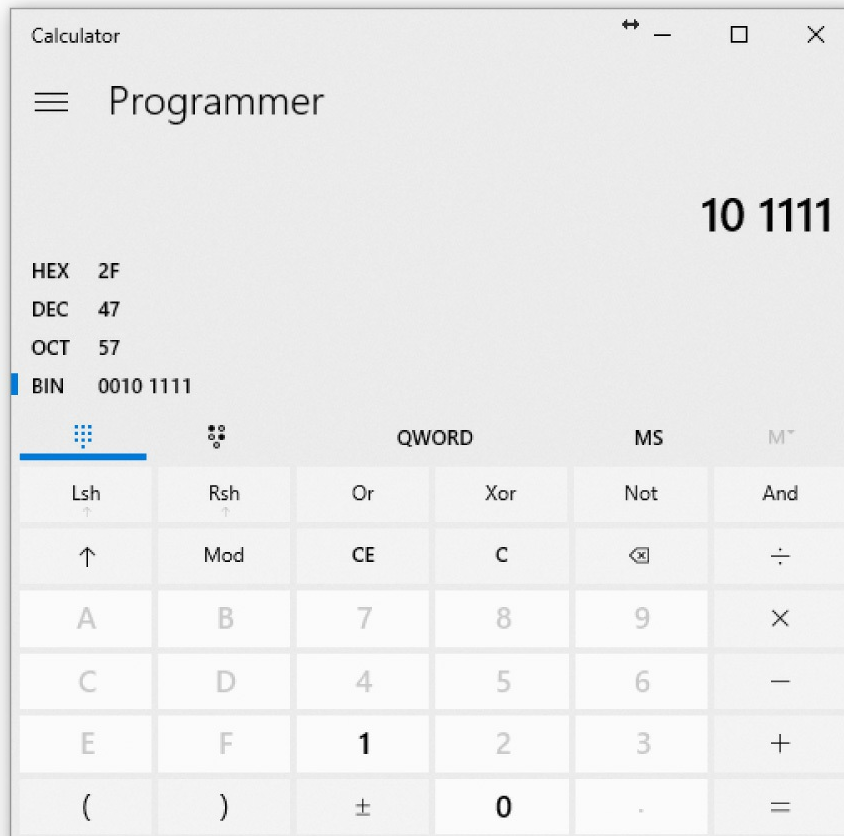 Calculator
Programmer
10 1111
HEX 2F
DEC 47
OCT 57
BIN 0010 1111
QWORD MS M˅
Lsh Rsh Or Xor Not And
↑ Mod CE C ÷
A B 7 8 9 ×
C D 4 5 6 −
E F 1 2 3 +
( ) ± 0 . =